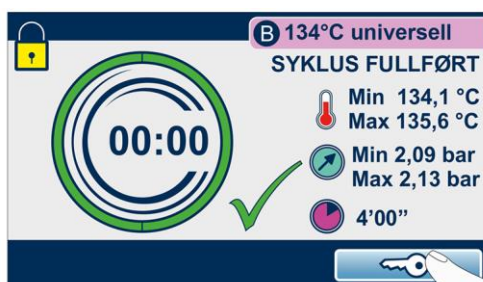 B 134°C universell
SYKLUS FULLFØRT
00:00
Min 134,1 °C
Max 135,6 °C
Min 2,09 bar
Max 2,13 bar
4’00”